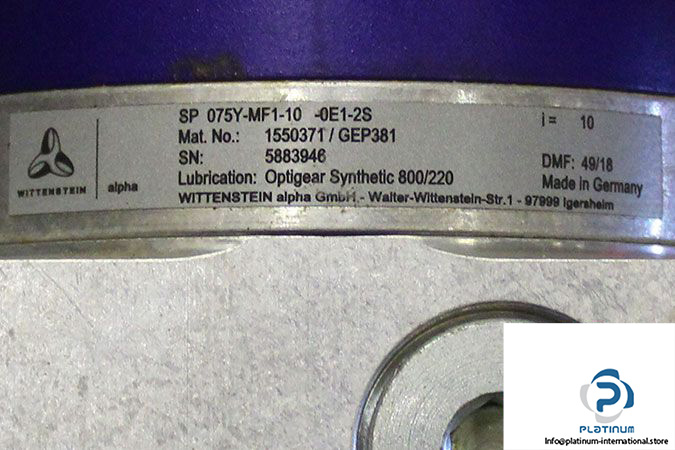 SP 075Y-MF1-10 -0E1-2S i = 10
Mat. No.: 1550371 / GEP381
SN: 5883946 DMF: 49/18
Lubrication: Optigear Synthetic 800/220 Made in Germany
WITTENSTEIN alpha GmbH - Walter-Wittenstein-Str.1 - 97999 Igersheim
WITTENSTEIN alpha
PLATINUM
Info@platinum-international.store